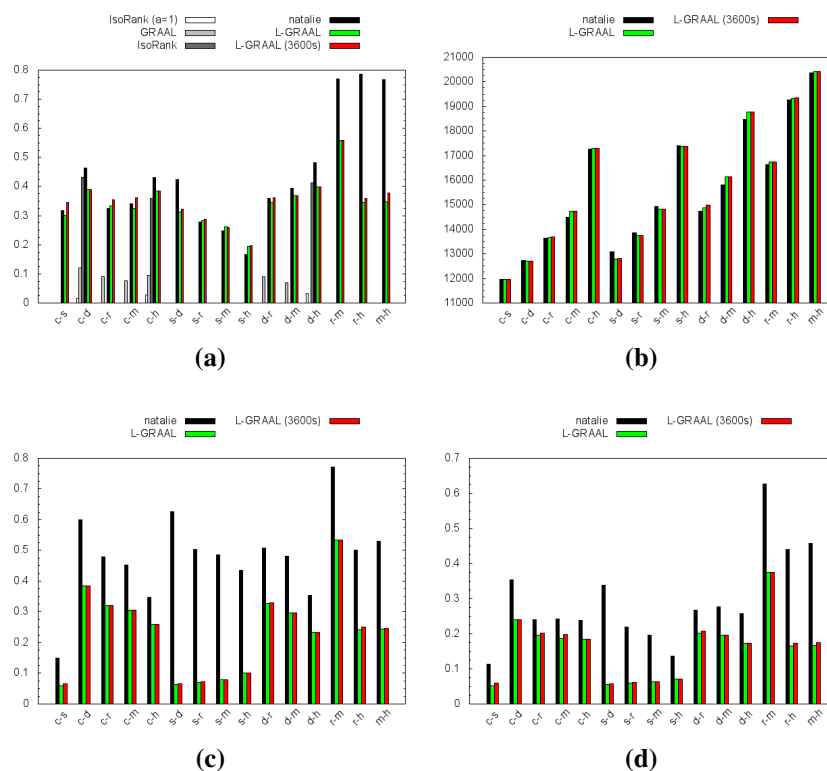 IsoRank (a=1)
GRAAL
IsoRank
natalie
L-GRAAL
L-GRAAL (3600s)
0.8
0.7
0.6
0.5
0.4
0.3
0.2
0.1
0
c-s c-d c-r c-m c-h s-d s-r s-m s-h d-r d-m d-h r-m r-h m-h
(a)
natalie
L-GRAAL
L-GRAAL (3600s)
21000
20000
19000
18000
17000
16000
15000
14000
13000
12000
11000
c-s c-d c-r c-m c-h s-d s-r s-m s-h d-r d-m d-h r-m r-h m-h
(b)
natalie
L-GRAAL
L-GRAAL (3600s)
0.8
0.7
0.6
0.5
0.4
0.3
0.2
0.1
0
c-s c-d c-r c-m c-h s-d s-r s-m s-h d-r d-m d-h r-m r-h m-h
(c)
natalie
L-GRAAL
L-GRAAL (3600s)
0.7
0.6
0.5
0.4
0.3
0.2
0.1
0
c-s c-d c-r c-m c-h s-d s-r s-m s-h d-r d-m d-h r-m r-h m-h
(d)